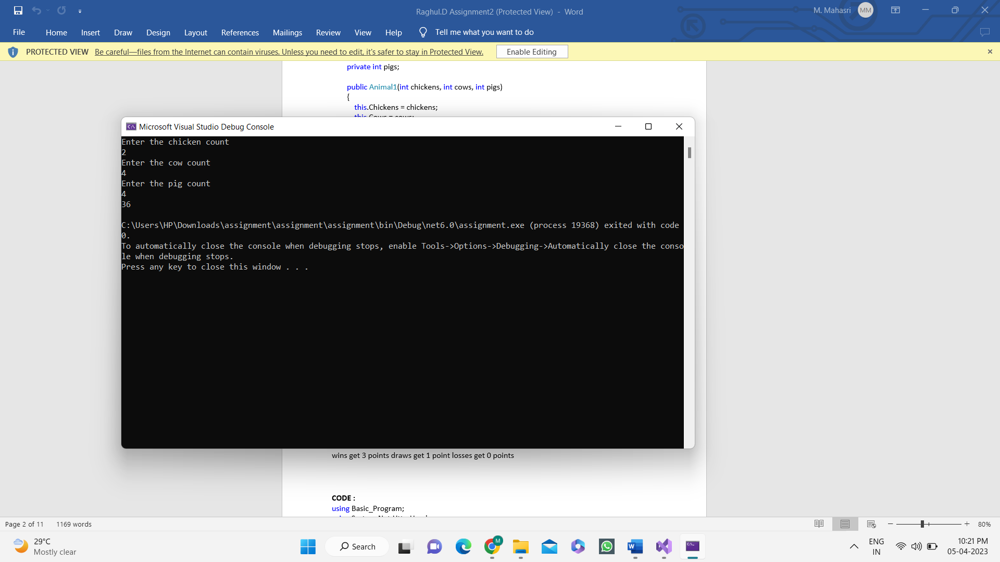 Raghul.D Assignment2 (Protected View) - Word
M. Mahasri
MM
File
Home
Insert
Draw
Design
Layout
References
Mailings
Review
View
Help
Tell me what you want to do
PROTECTED VIEW Be careful—files from the Internet can contain viruses. Unless you need to edit, it's safer to stay in Protected View.
Enable Editing
private int pigs;
public Animal1(int chickens, int cows, int pigs)
{
this.Chickens = chickens;
this.Cows = cows;
Microsoft Visual Studio Debug Console
Enter the chicken count
2
Enter the cow count
4
Enter the pig count
4
36
C:\Users\HP\Downloads\assignment\assignment\assignment\bin\Debug\net6.0\assignment.exe (process 19368) exited with code
0.
To automatically close the console when debugging stops, enable Tools->Options->Debugging->Automatically close the conso
le when debugging stops.
Press any key to close this window . . .
wins get 3 points draws get 1 point losses get 0 points
CODE :
using Basic_Program;
Page 2 of 11
1169 words
80%
29°C
Mostly clear
Search
M
ENG
IN
10:21 PM
05-04-2023